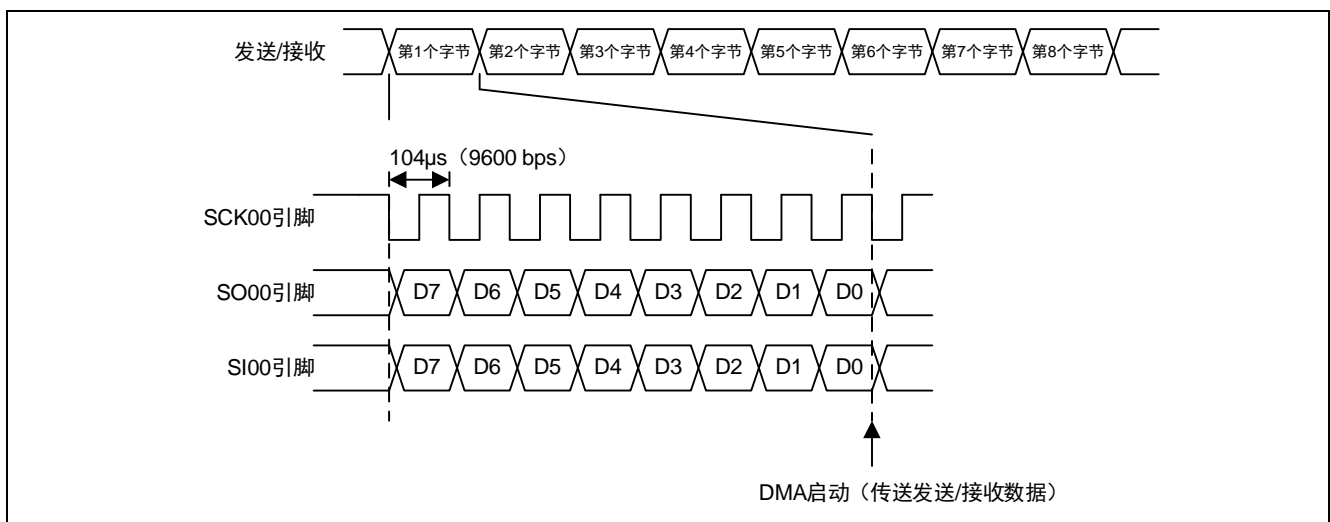 发送/接收 第1个字节 第2个字节 第3个字节 第4个字节 第5个字节 第6个字节 第7个字节 第8个字节
104μs（9600 bps）
SCK00引脚
SO00引脚 D7 D6 D5 D4 D3 D2 D1 D0
SI00引脚 D7 D6 D5 D4 D3 D2 D1 D0
DMA启动（传送发送/接收数据）